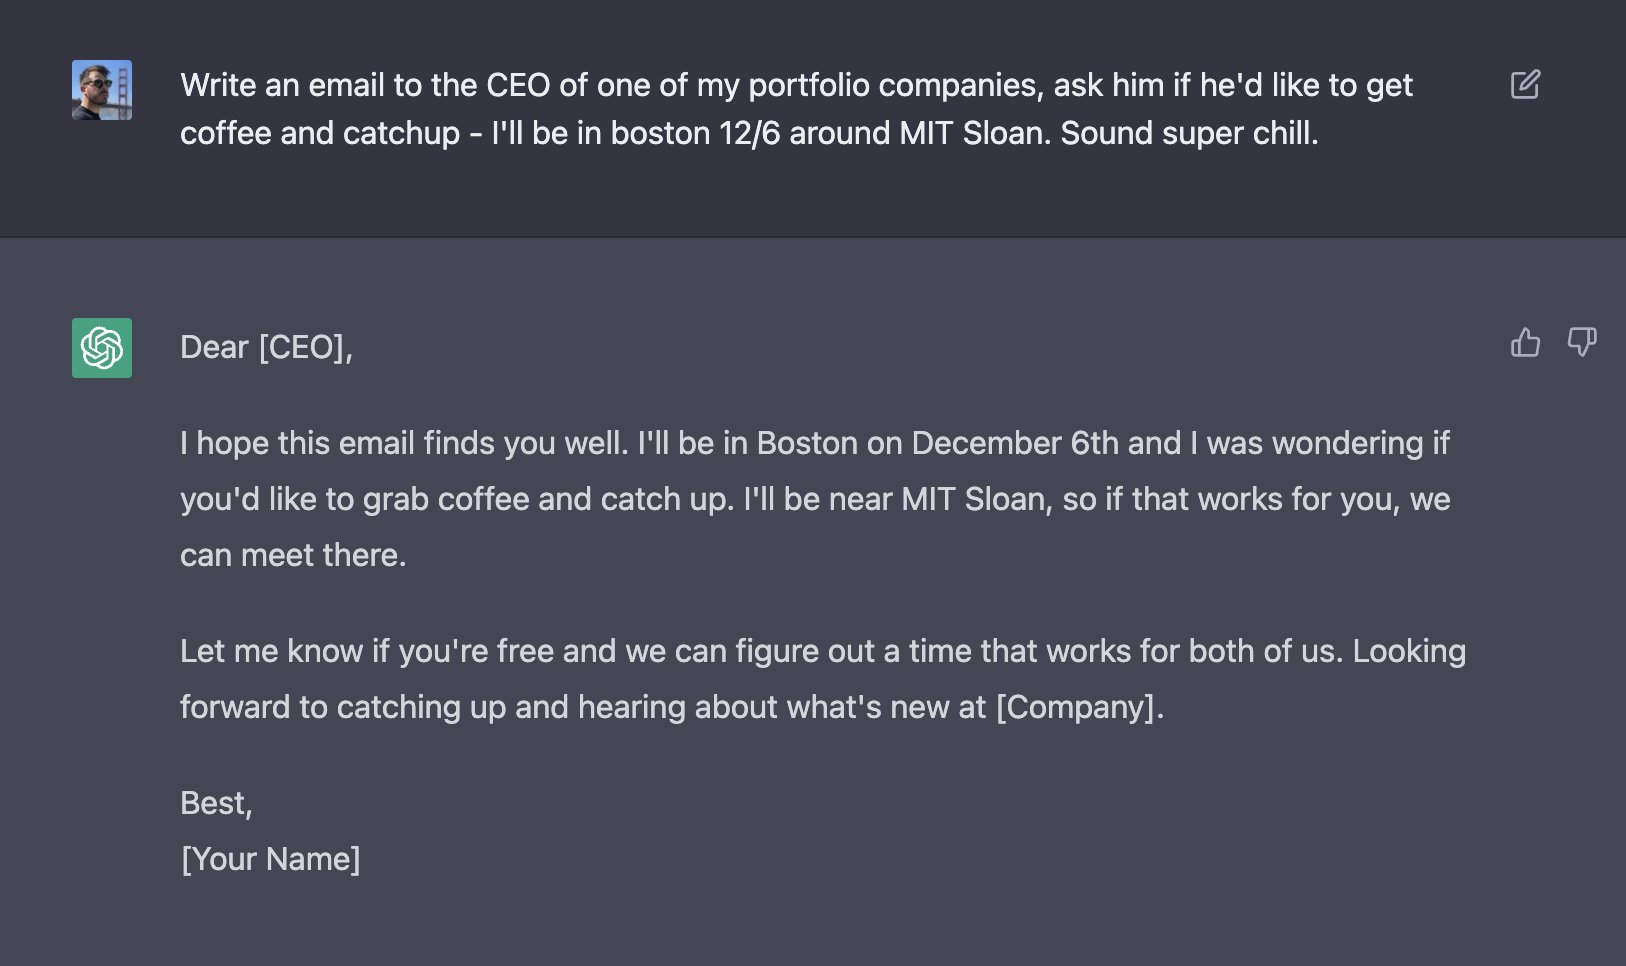 Write an email to the CEO of one of my portfolio companies, ask him if he'd like to get
coffee and catchup - I'll be in boston 12/6 around MIT Sloan. Sound super chill.
Dear [CEO],
I hope this email finds you well. I'll be in Boston on December 6th and I was wondering if
you'd like to grab coffee and catch up. I'll be near MIT Sloan, so if that works for you, we
can meet there.
Let me know if you're free and we can figure out a time that works for both of us. Looking
forward to catching up and hearing about what's new at [Company].
Best,
[Your Name]